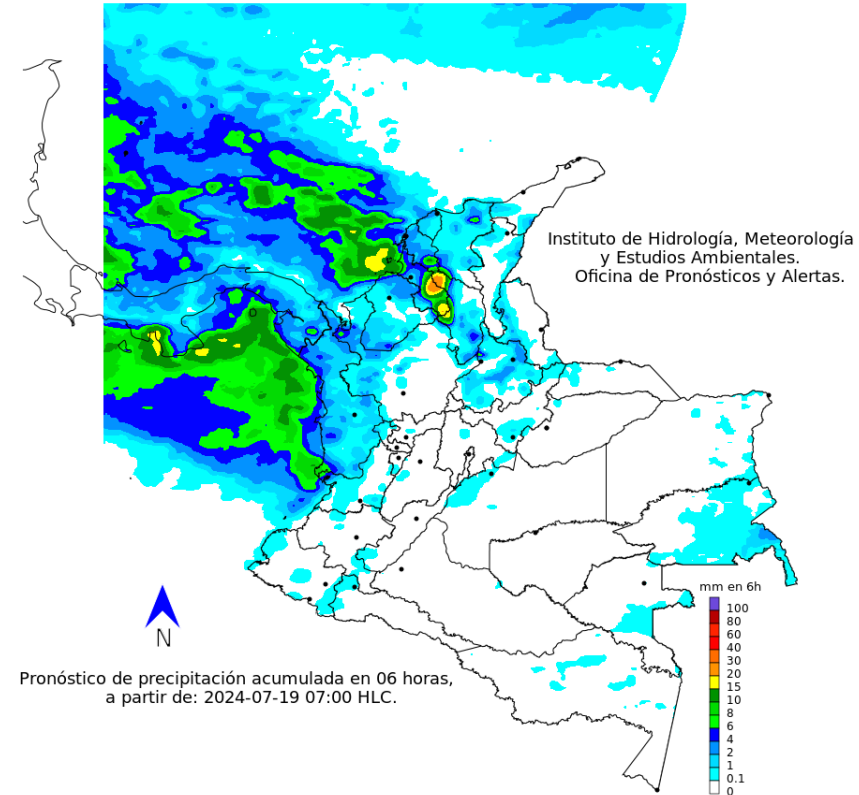 Instituto de Hidrología, Meteorología
y Estudios Ambientales.
Oficina de Pronósticos y Alertas.
mm en 6h
100
80
60
40
30
20
15
10
8
6
4
2
1
0.1
0
N
Pronóstico de precipitación acumulada en 06 horas,
a partir de: 2024-07-19 07:00 HLC.